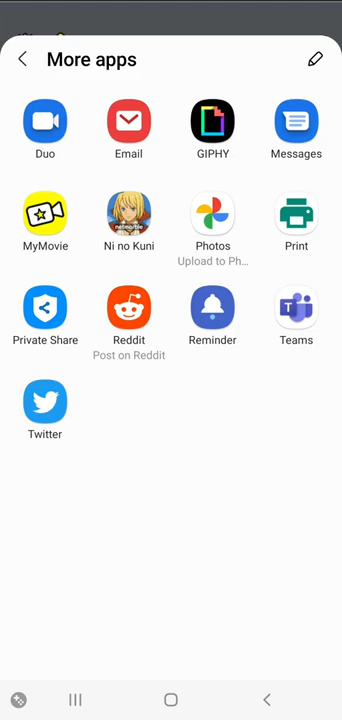 More apps
Duo
Email
GIPHY
Messages
netmarble
MyMovie
Ni no Kuni
Photos
Print
Upload to Ph...
Private Share
Reddit
Reminder
Teams
Post on Reddit
Twitter